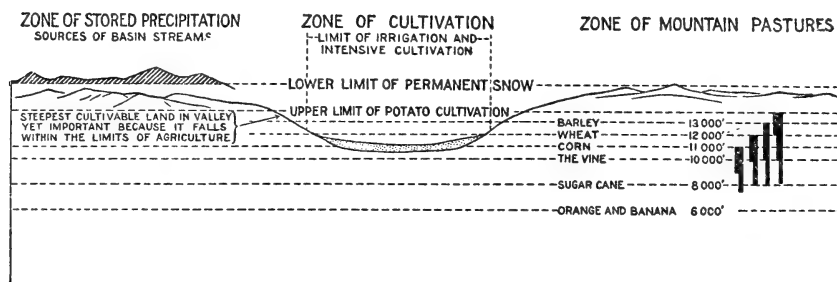 ZONE OF STORED PRECIPITATION
SOURCES OF BASIN STREAMS
ZONE OF CULTIVATION
LIMIT OF IRRIGATION AND
INTENSIVE CULTIVATION
ZONE OF MOUNTAIN PASTURES
LOWER LIMIT OF PERMANENT SNOW
UPPER LIMIT OF POTATO CULTIVATION
STEEPEST CULTIVABLE LAND IN VALLEY
YET IMPORTANT BECAUSE IT FALLS
WITHIN THE LIMITS OF AGRICULTURE
BARLEY 13 000'
WHEAT 12 000'
CORN 11 000'
THE VINE 10 000'
SUGAR CANE 8 000'
ORANGE AND BANANA 6 000'